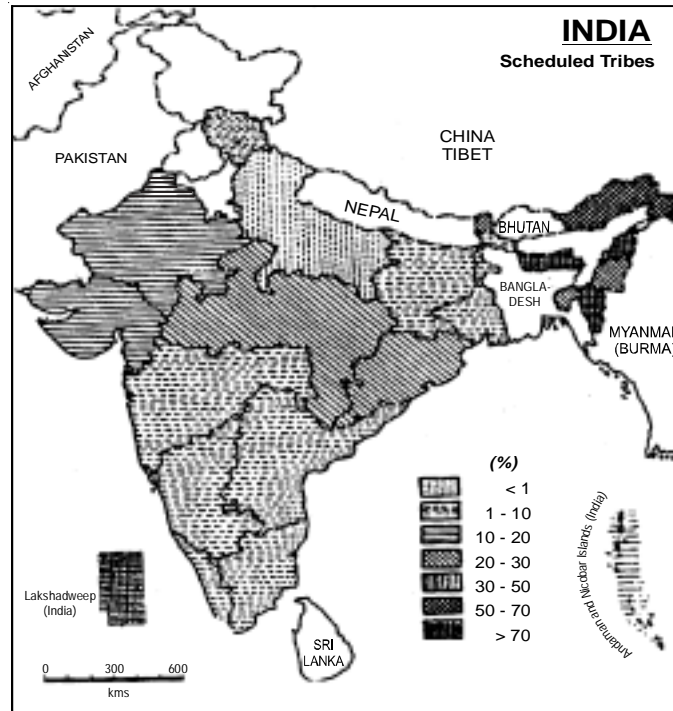 INDIA
Scheduled Tribes
AFGHANISTAN
PAKISTAN
CHINA
TIBET
NEPAL
BHUTAN
BANGLA-
DESH
MYANMAR
(BURMA)
(%)
< 1
1 - 10
10 - 20
20 - 30
30 - 50
50 - 70
> 70
Andaman and Nicobar Islands (India)
Lakshadweep
(India)
SRI
LANKA
0 300 600
kms